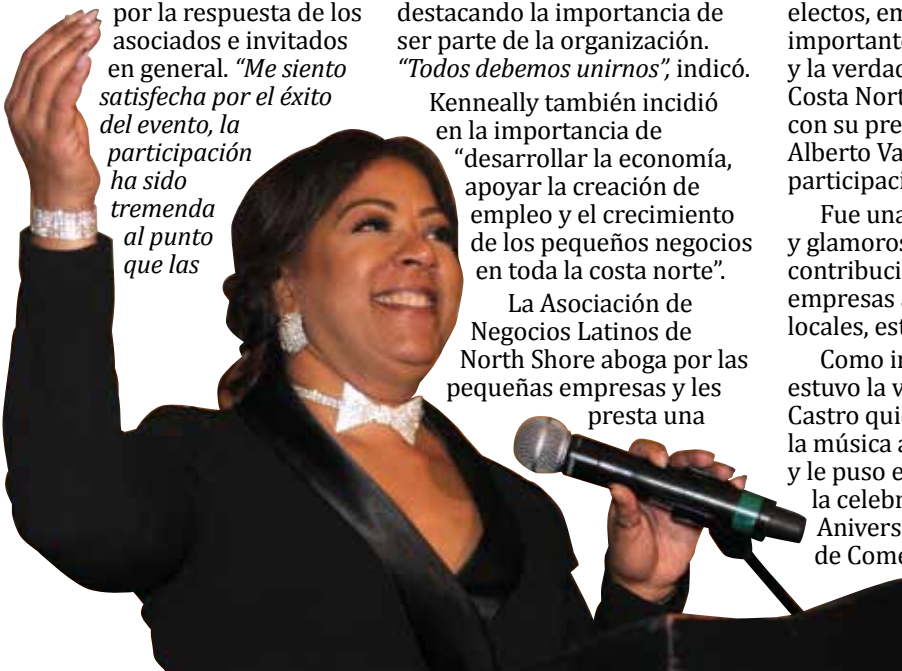 por la respuesta de los
asociados e invitados
en general. “Me siento
satisfecha por el éxito
del evento, la
participación
ha sido
tremenda
al punto
que las
destacando la importancia de
ser parte de la organización.
“Todos debemos unirnos”, indicó.
Kenneally también incidió
en la importancia de
“desarrollar la economía,
apoyar la creación de
empleo y el crecimiento
de los pequeños negocios
en toda la costa norte”.
La Asociación de
Negocios Latinos de
North Shore aboga por las
pequeñas empresas y les
presta una
electos, em
importante
y la verdad
Costa Nort
con su pre
Alberto Va
participaci
Fue una
y glamoros
contribuci
empresas
locales, est
Como in
estuvo la v
Castro qui
la música a
y le puso e
la celebr
Anivers
de Come